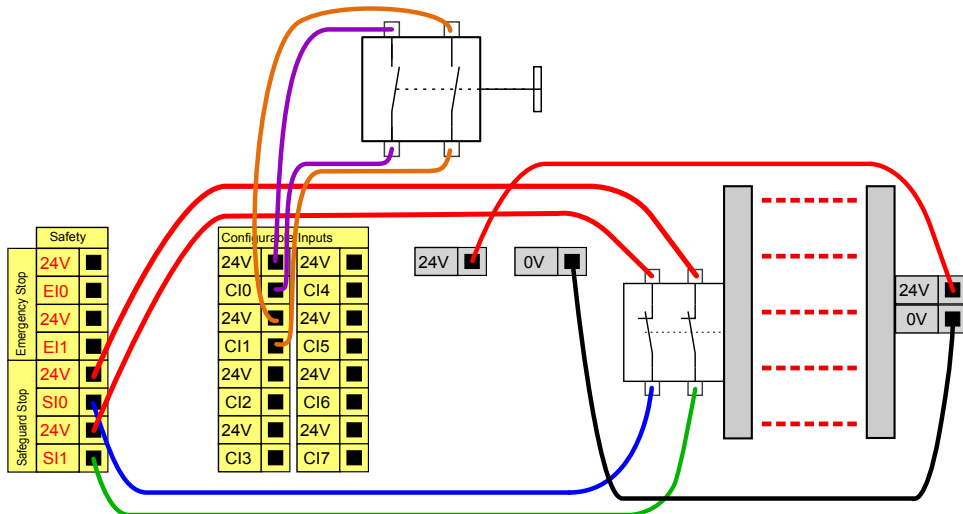 Safety
Emergency Stop
24V
EI0
24V
EI1
Safeguard Stop
24V
SI0
24V
SI1
Configurable Inputs
24V 24V
CI0 CI4
24V 24V
CI1 CI5
24V 24V
CI2 CI6
24V 24V
CI3 CI7
24V
0V
24V
0V